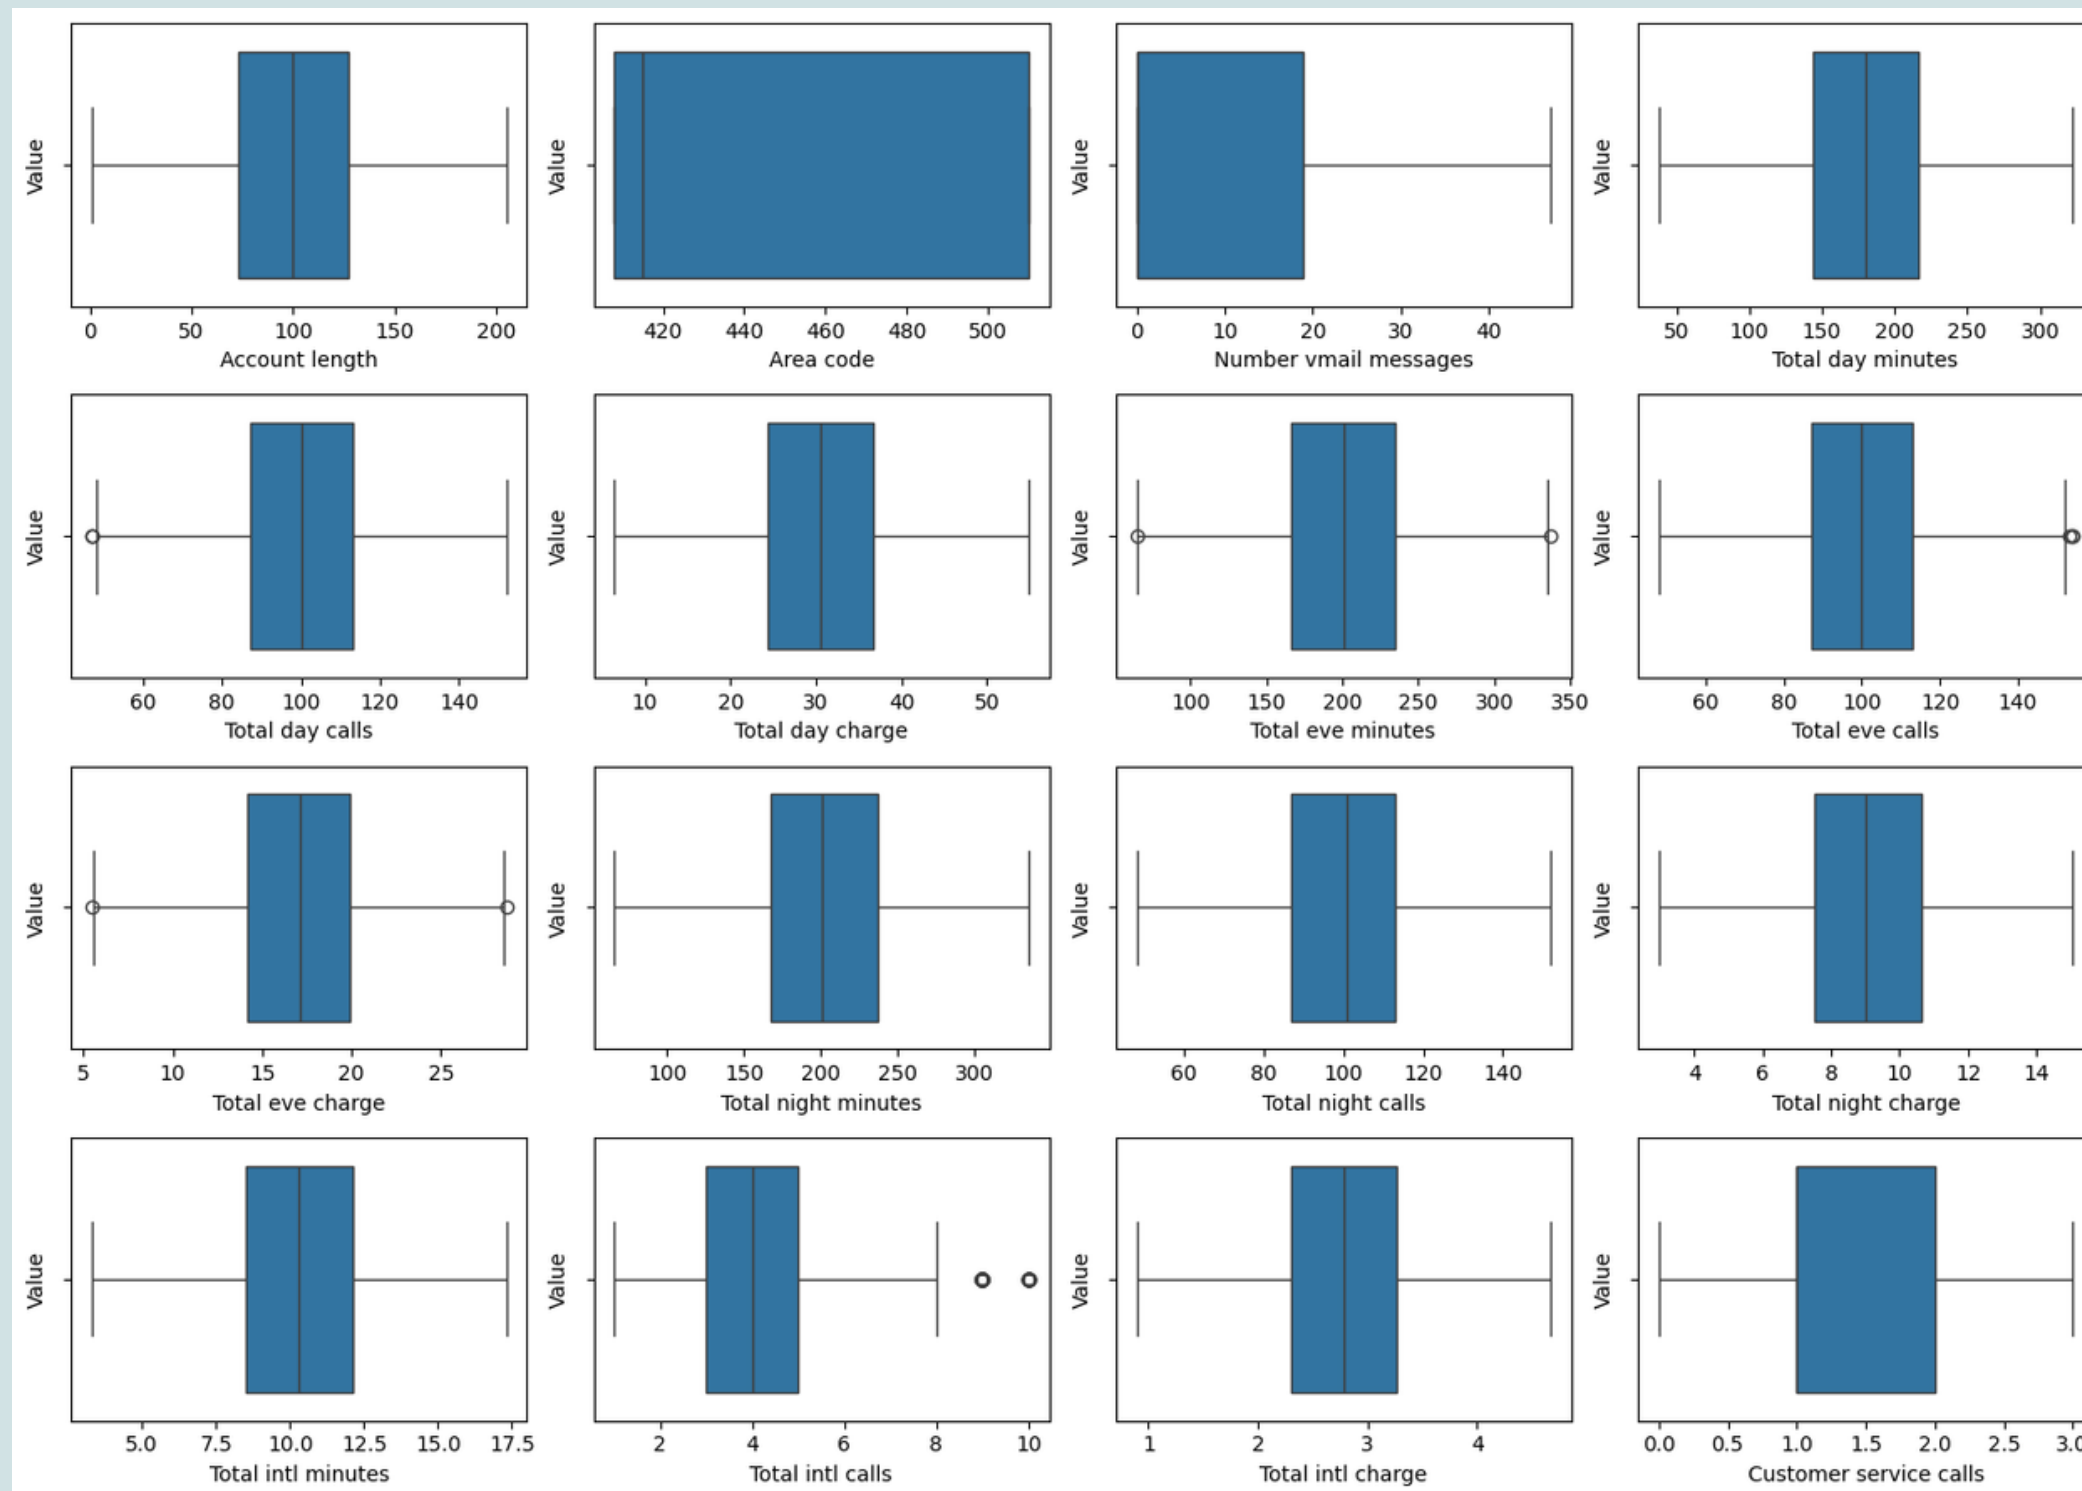 Value
0 50 100 150 200
Account length
Value
420 440 460 480 500
Area code
Value
0 10 20 30 40
Number vmail messages
Value
50 100 150 200 250 300
Total day minutes
Value
60 80 100 120 140
Total day calls
Value
10 20 30 40 50
Total day charge
Value
100 150 200 250 300 350
Total eve minutes
Value
60 80 100 120 140
Total eve calls
Value
5 10 15 20 25
Total eve charge
Value
100 150 200 250 300
Total night minutes
Value
60 80 100 120 140
Total night calls
Value
4 6 8 10 12 14
Total night charge
Value
5.0 7.5 10.0 12.5 15.0 17.5
Total intl minutes
Value
2 4 6 8 10
Total intl calls
Value
1 2 3 4
Total intl charge
Value
0.0 0.5 1.0 1.5 2.0 2.5 3.0
Customer service calls